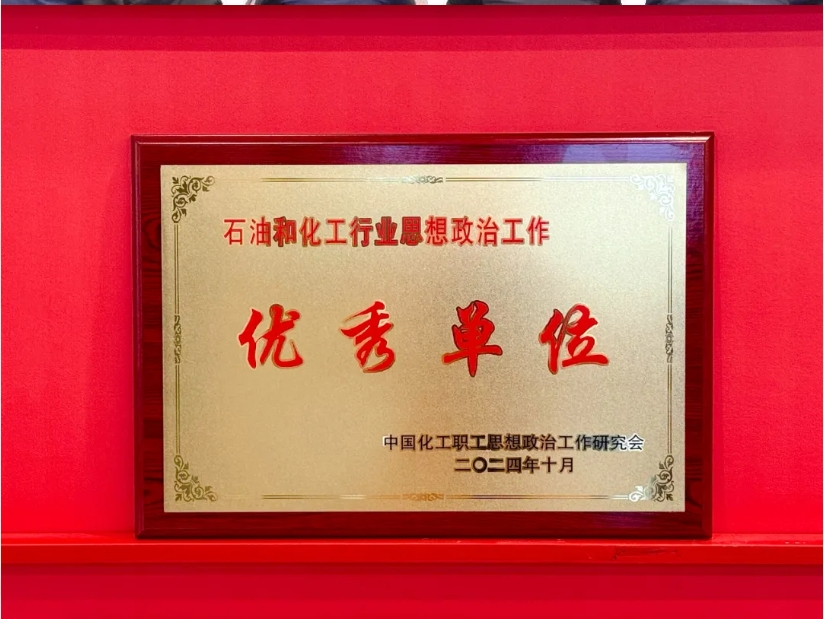 石油和化工行业思想政治工作
优秀单位
中国化工职工思想政治工作研究会
二〇二四年十月